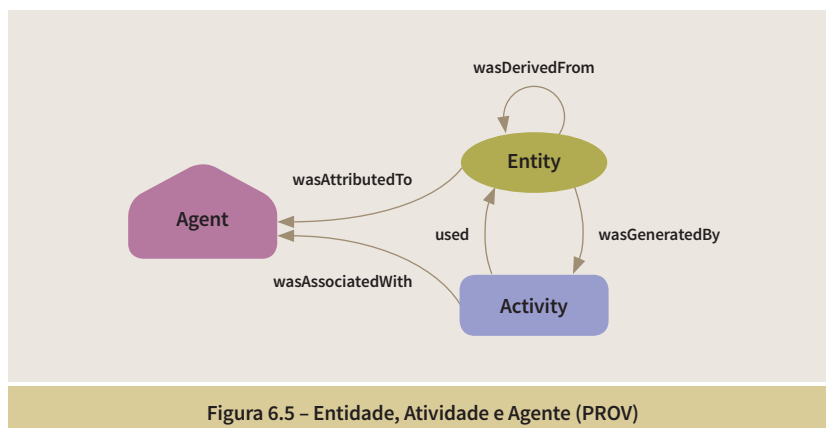 wasDerivedFrom
Entity
wasAttributedTo
Agent
used
wasGeneratedBy
wasAssociatedWith
Activity
Figura 6.5 – Entidade, Atividade e Agente (PROV)